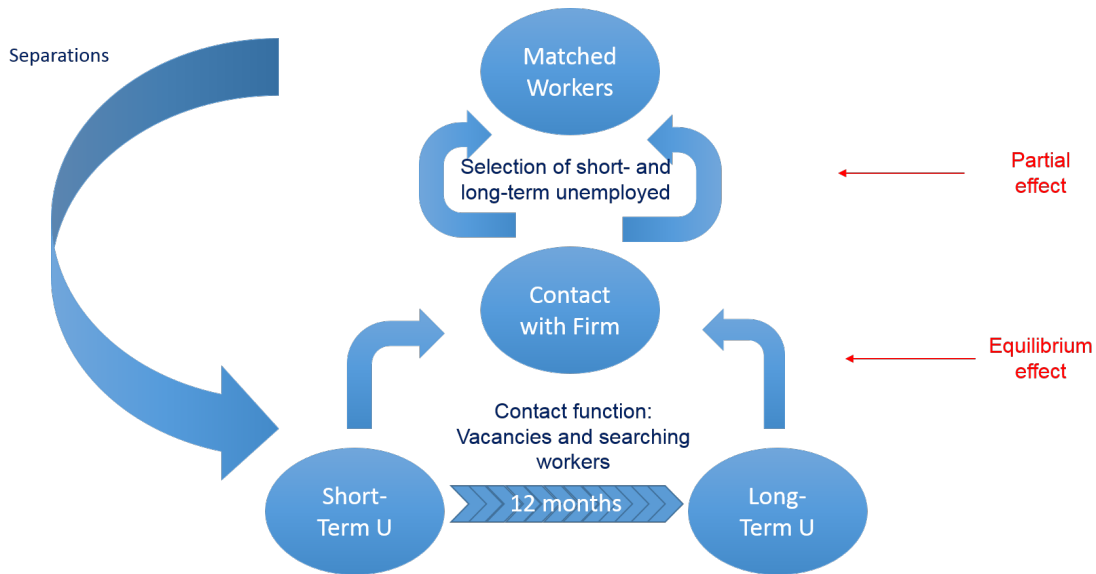 Separations
Matched
Workers
Selection of short- and
long-term unemployed
Partial
effect
Contact
with Firm
Equilibrium
effect
Contact function:
Vacancies and searching
workers
Short-
Term U
12 months
Long-
Term U